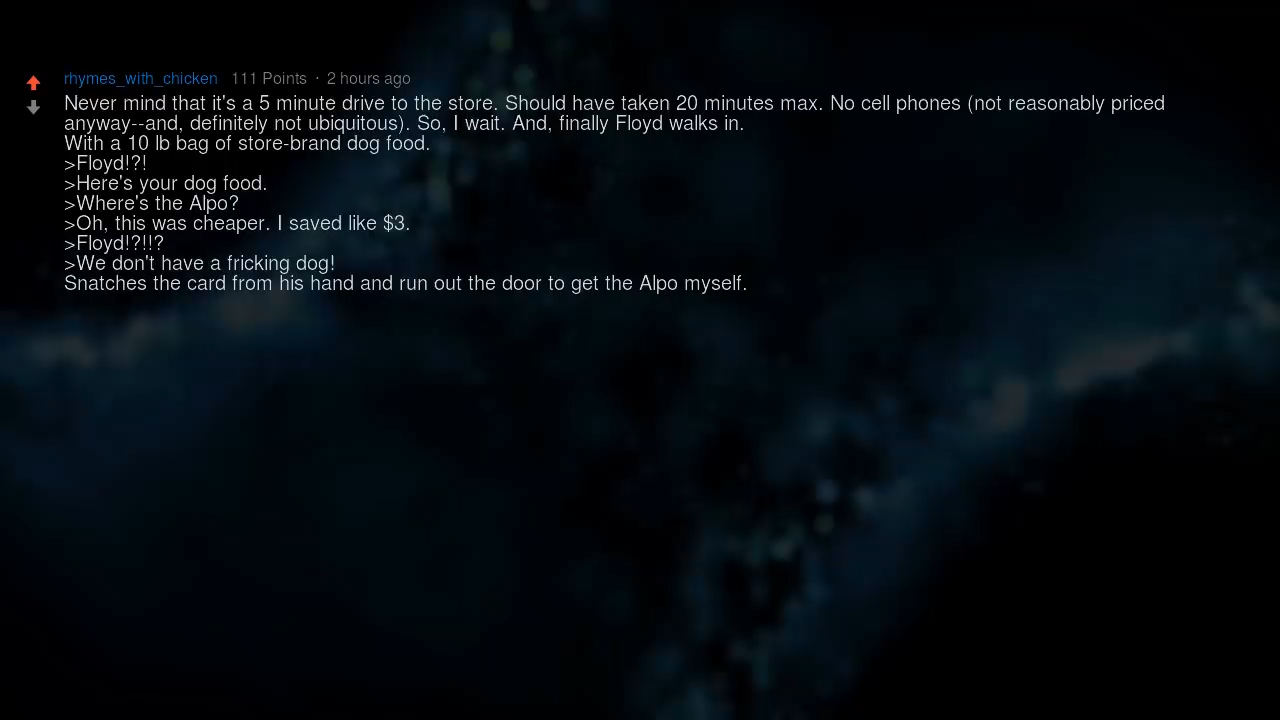 rhymes_with_chicken 111 Points · 2 hours ago
Never mind that it's a 5 minute drive to the store. Should have taken 20 minutes max. No cell phones (not reasonably priced
anyway--and, definitely not ubiquitous). So, I wait. And, finally Floyd walks in.
With a 10 lb bag of store-brand dog food.
>Floyd!?!
>Here's your dog food.
>Where's the Alpo?
>Oh, this was cheaper. I saved like $3.
>Floyd!?!!?
>We don't have a fricking dog!
Snatches the card from his hand and run out the door to get the Alpo myself.